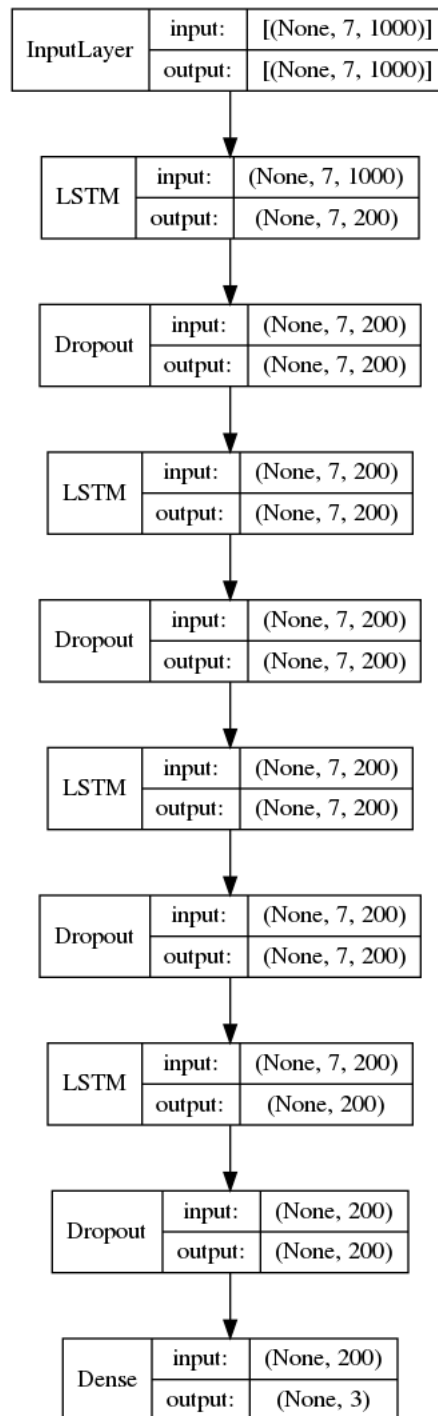 InputLayer input: [(None, 7, 1000)]
output: [(None, 7, 1000)]
LSTM input: (None, 7, 1000)
output: (None, 7, 200)
Dropout input: (None, 7, 200)
output: (None, 7, 200)
LSTM input: (None, 7, 200)
output: (None, 7, 200)
Dropout input: (None, 7, 200)
output: (None, 7, 200)
LSTM input: (None, 7, 200)
output: (None, 7, 200)
Dropout input: (None, 7, 200)
output: (None, 7, 200)
LSTM input: (None, 7, 200)
output: (None, 200)
Dropout input: (None, 200)
output: (None, 200)
Dense input: (None, 200)
output: (None, 3)